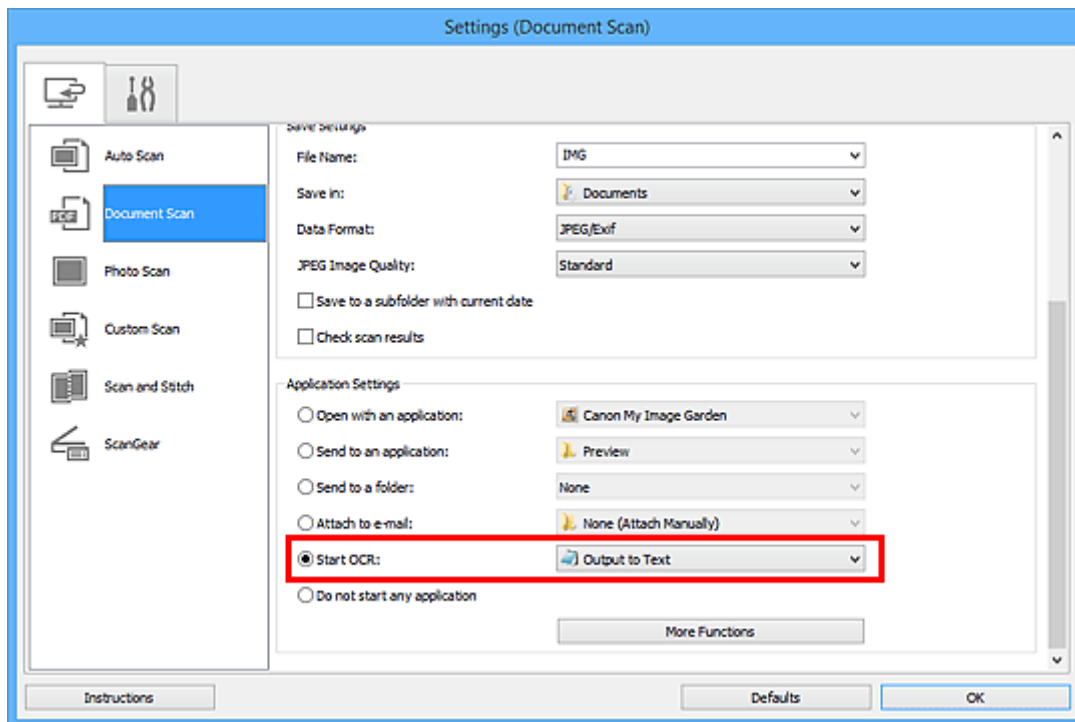 Settings (Document Scan)
Auto Scan
PDF
Document Scan
Photo Scan
Custom Scan
Scan and Stitch
ScanGear
Save Settings
File Name: IMG
Save in: Documents
Data Format: JPEG/Exif
JPEG Image Quality: Standard
Save to a subfolder with current date
Check scan results
Application Settings
Open with an application: Canon My Image Garden
Send to an application: Preview
Send to a folder: None
Attach to e-mail: None (Attach Manually)
Start OCR: Output to Text
Do not start any application
More Functions
Instructions Defaults OK